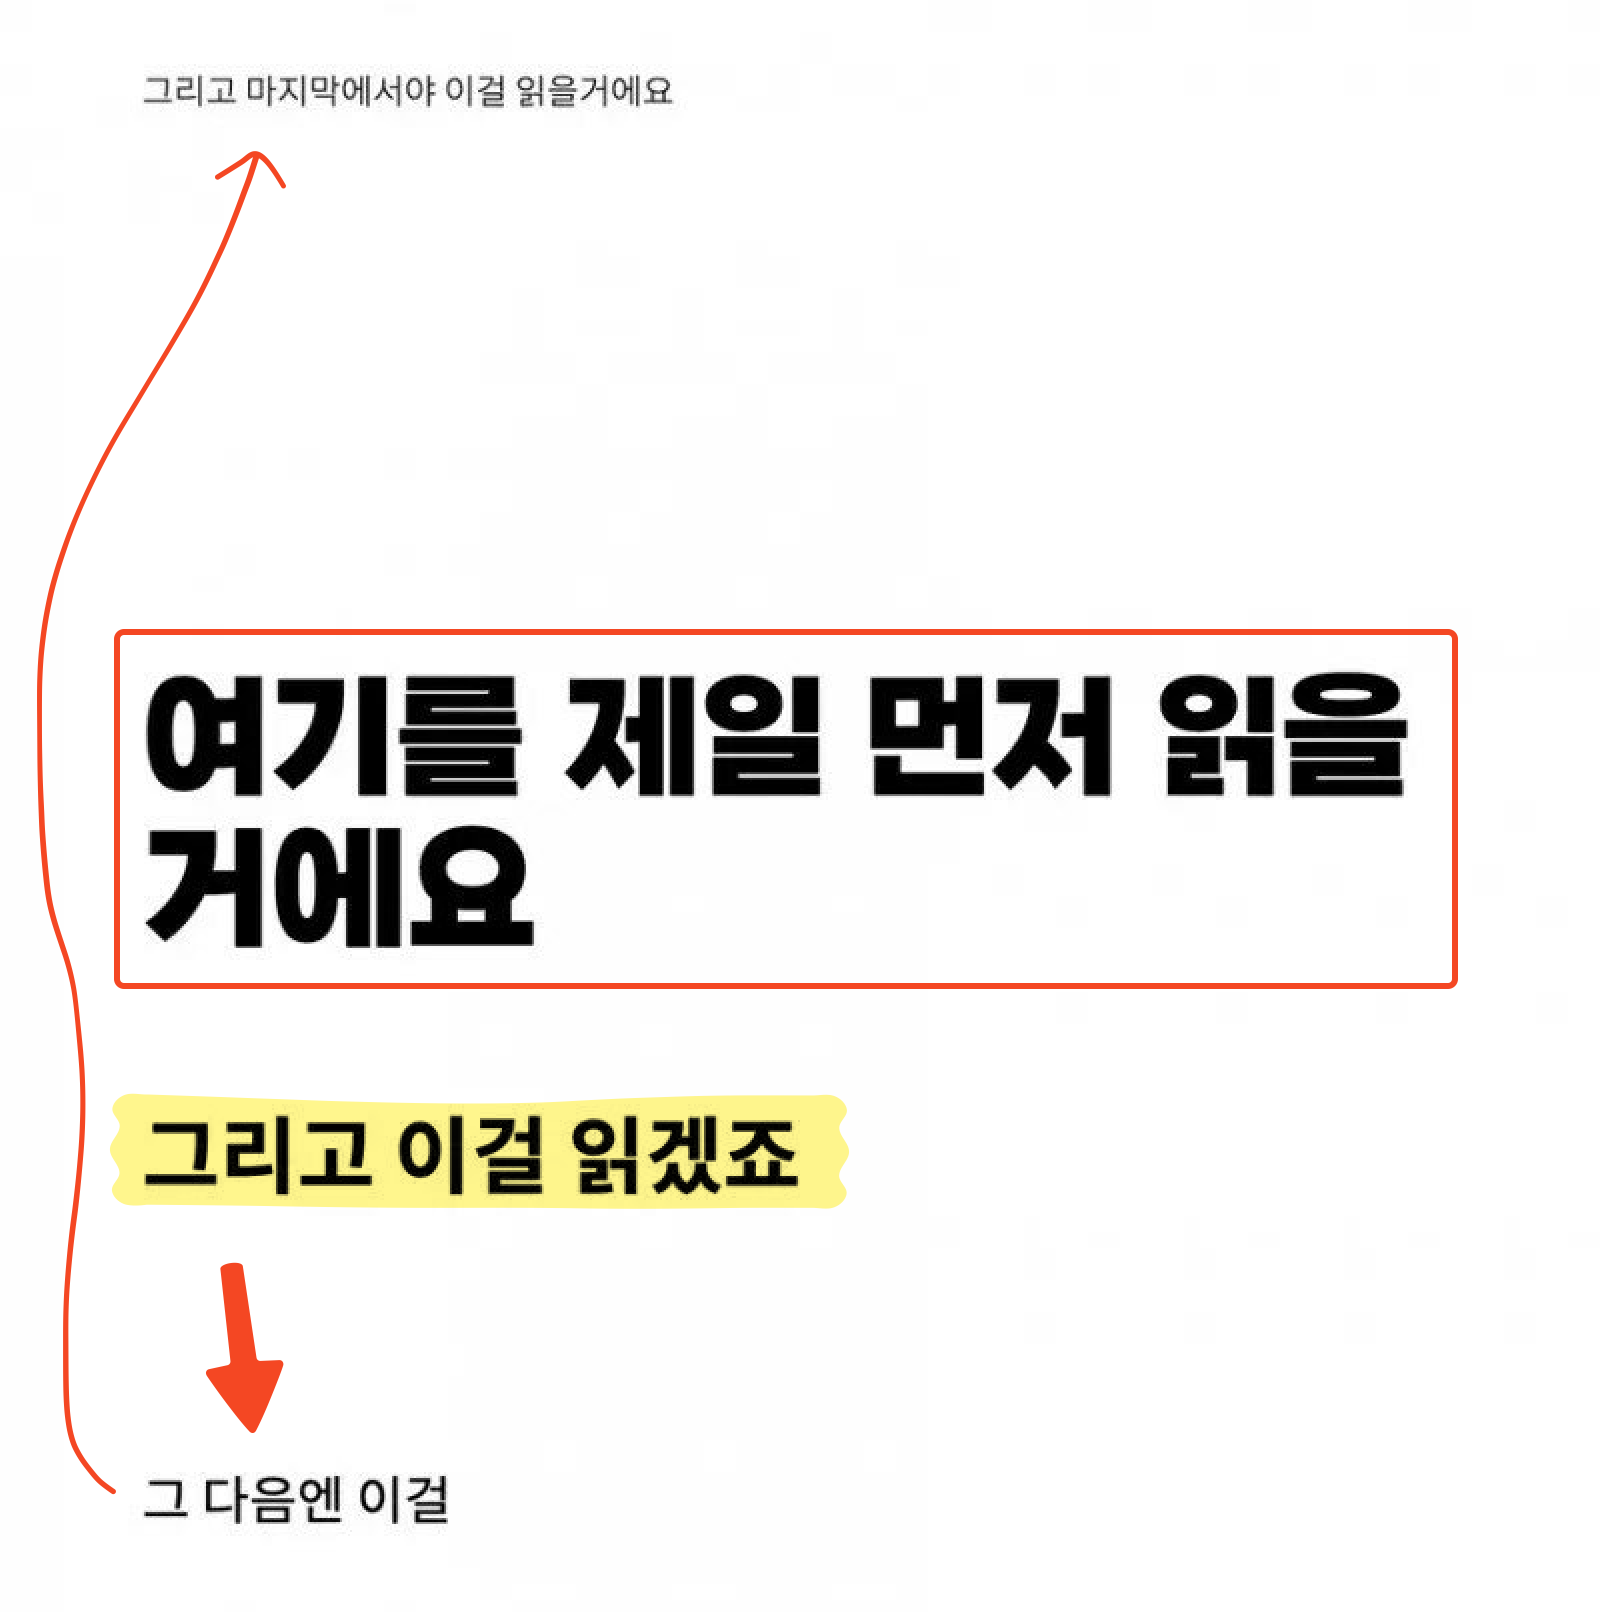 그리고 마지막에서야 이걸 읽을거에요
여기를 제일 먼저 읽을
거에요
그리고 이걸 읽겠죠
그 다음엔 이걸